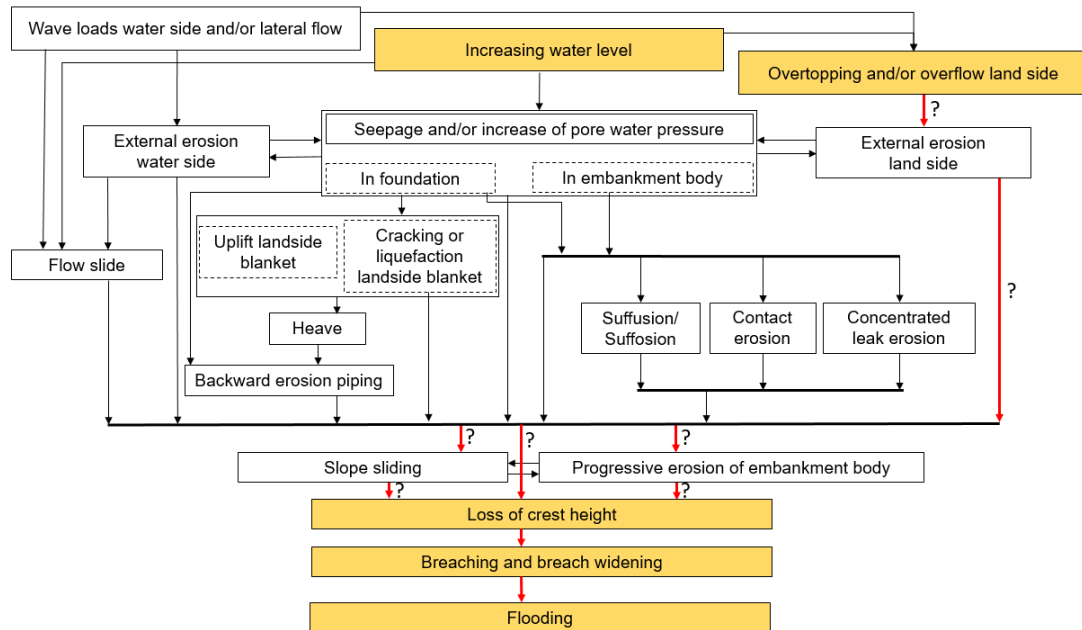 Wave loads water side and/or lateral flow
Increasing water level
Overtopping and/or overflow land side
?
Seepage and/or increase of pore water pressure
External erosion
water side
External erosion
land side
In foundation
In embankment body
Uplift landside
blanket
Cracking or
liquefaction
landside blanket
Flow slide
?
Heave
Suffusion/
Suffosion
Contact
erosion
Concentrated
leak erosion
Backward erosion piping
?
?
?
Slope sliding
Progressive erosion of embankment body
?
?
Loss of crest height
Breaching and breach widening
Flooding